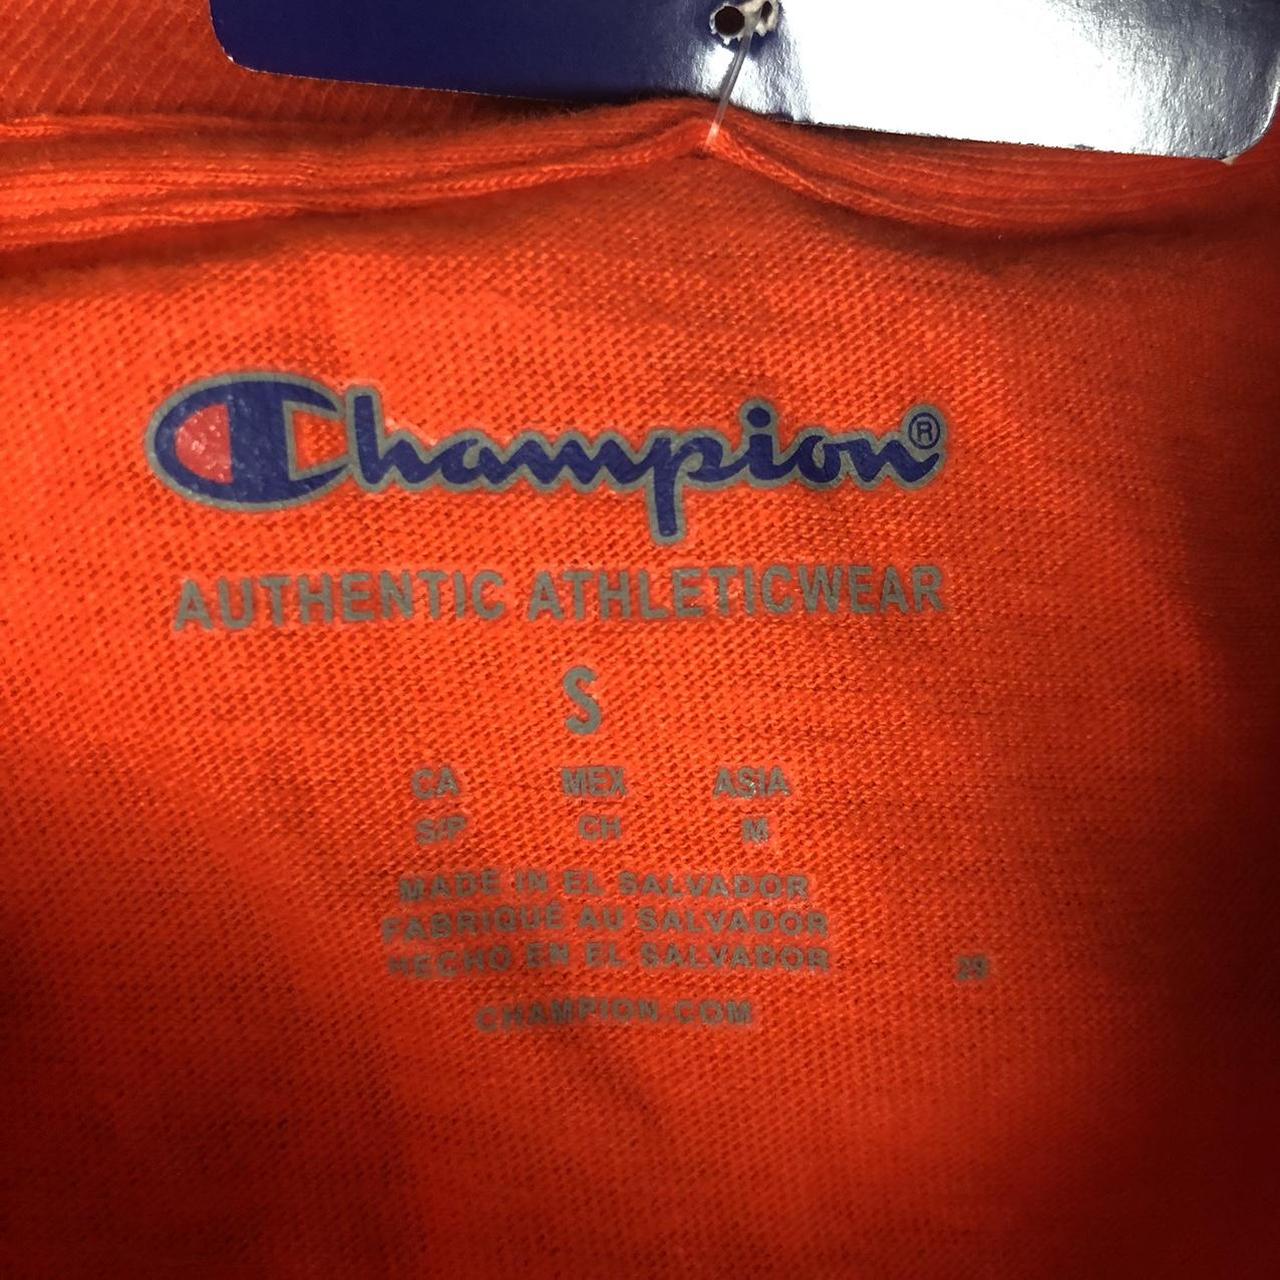 Champion®
AUTHENTIC ATHLETICWEAR
S
CA MEX ASIA
S/P CH M
MADE IN EL SALVADOR
FABRIQUÉ AU SALVADOR
HECHO EN EL SALVADOR
29
CHAMPION.COM